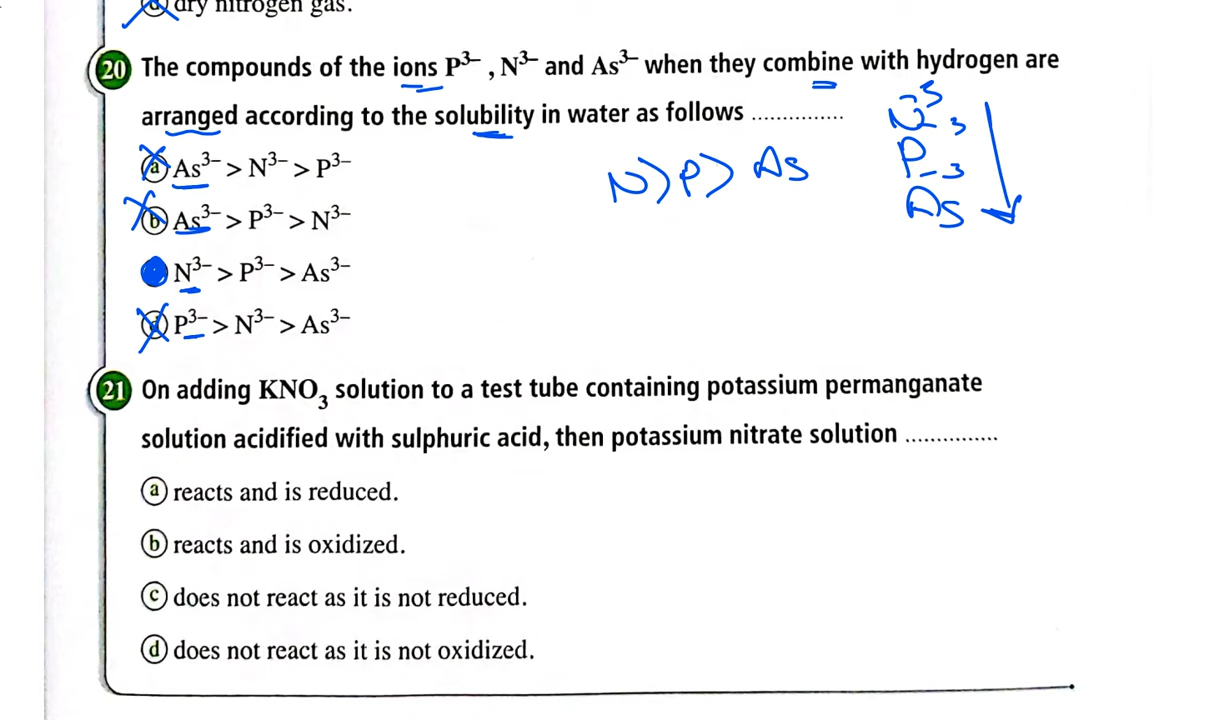 dry nitrogen gas.
20 The compounds of the ions P³⁻ , N³⁻ and As³⁻ when they combine with hydrogen are
arranged according to the solubility in water as follows ...............
N³⁻
P₋₃
As
N > P > As
a As³⁻ > N³⁻ > P³⁻
b As³⁻ > P³⁻ > N³⁻
N³⁻ > P³⁻ > As³⁻
d P³⁻ > N³⁻ > As³⁻
21 On adding KNO₃ solution to a test tube containing potassium permanganate
solution acidified with sulphuric acid, then potassium nitrate solution ...............
a reacts and is reduced.
b reacts and is oxidized.
c does not react as it is not reduced.
d does not react as it is not oxidized.